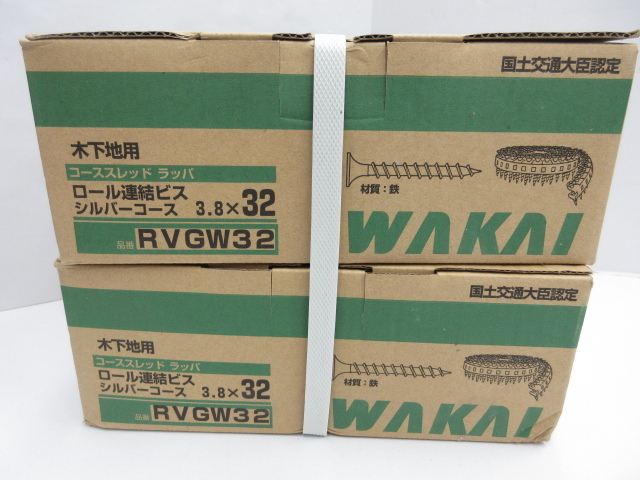 国土交通大臣認定
木下地用
コーススレッド ラッパ
ロール連結ビス
シルバーコース 3.8×32
品番 RVGW32
材質：鉄
WAKAI
国土交通大臣認定
木下地用
コーススレッド ラッパ
ロール連結ビス
シルバーコース 3.8×32
品番 RVGW32
材質：鉄
WAKAI